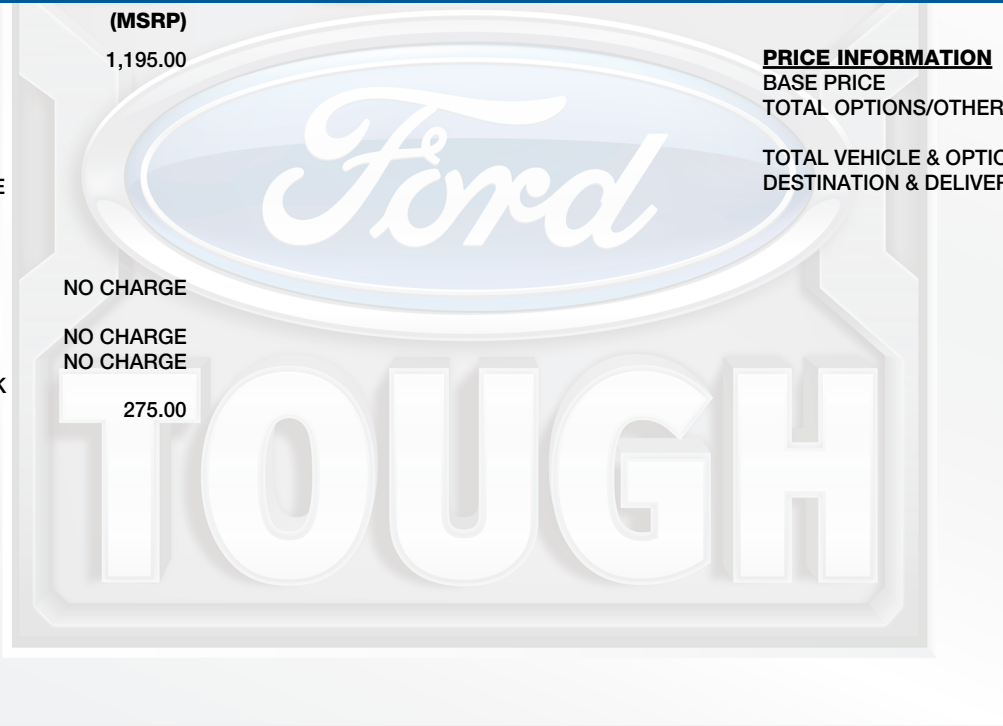 (MSRP)
1,195.00
E
NO CHARGE
NO CHARGE
NO CHARGE
K
275.00
PRICE INFORMATION
BASE PRICE
TOTAL OPTIONS/OTHER
TOTAL VEHICLE & OPTIO
DESTINATION & DELIVER
Ford
TOUGH